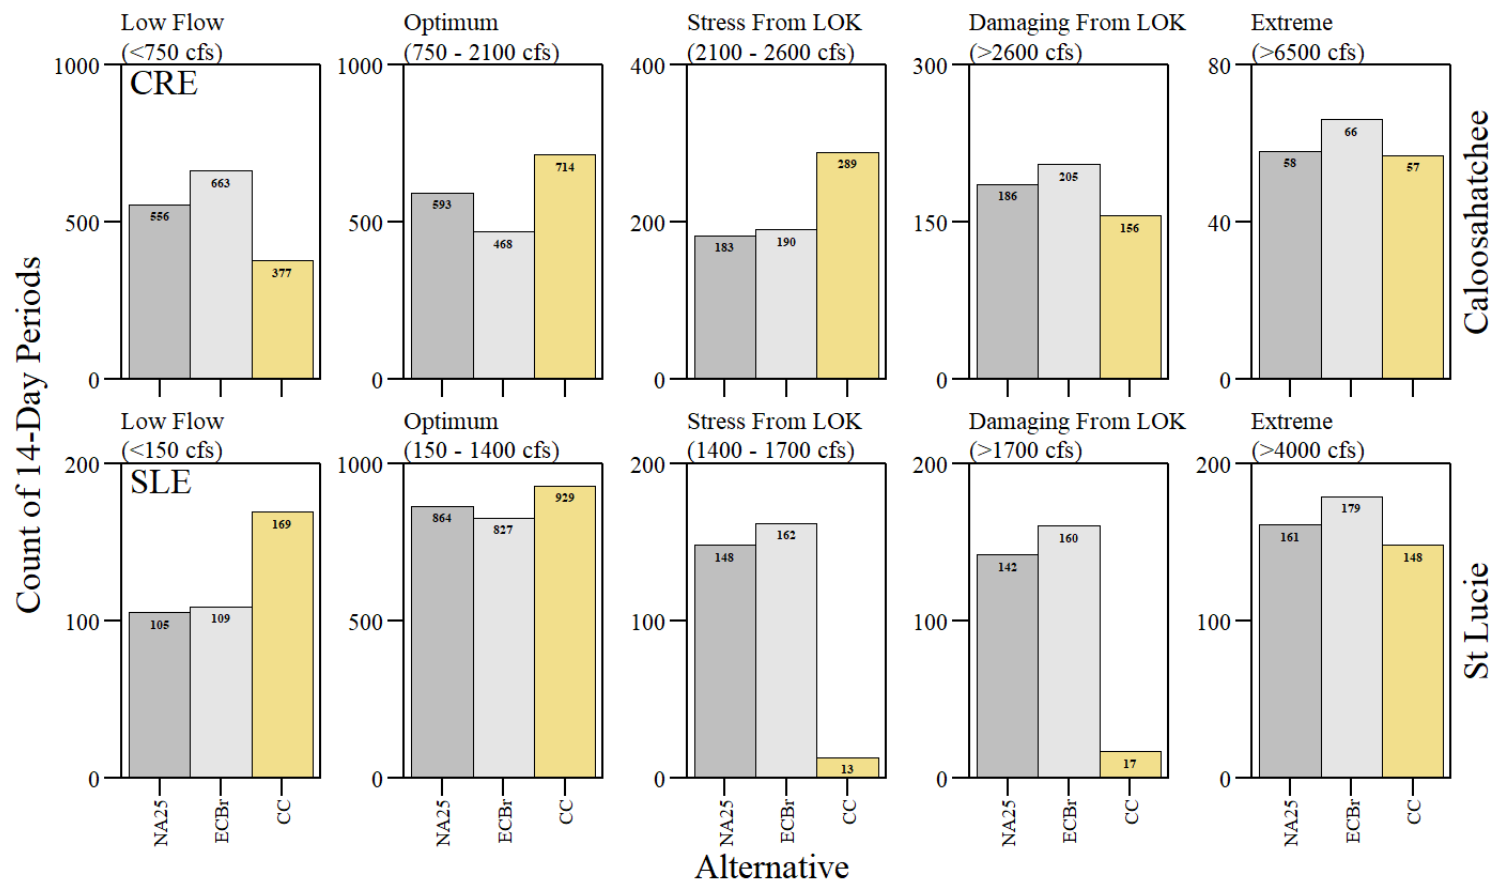 Low Flow
(<750 cfs)
Optimum
(750 - 2100 cfs)
Stress From LOK
(2100 - 2600 cfs)
Damaging From LOK
(>2600 cfs)
Extreme
(>6500 cfs)
1000
500
0
CRE
556
663
377
1000
500
0
593
468
714
400
200
0
183
190
289
300
150
0
186
205
156
80
40
0
58
66
57
Caloosahatchee
Low Flow
(<150 cfs)
Optimum
(150 - 1400 cfs)
Stress From LOK
(1400 - 1700 cfs)
Damaging From LOK
(>1700 cfs)
Extreme
(>4000 cfs)
200
100
0
SLE
105
109
169
1000
500
0
864
827
929
200
100
0
148
162
13
200
100
0
142
160
17
200
100
0
161
179
148
St Lucie
NA25
ECBr
CC
NA25
ECBr
CC
NA25
ECBr
CC
NA25
ECBr
CC
NA25
ECBr
CC
Count of 14-Day Periods
Alternative